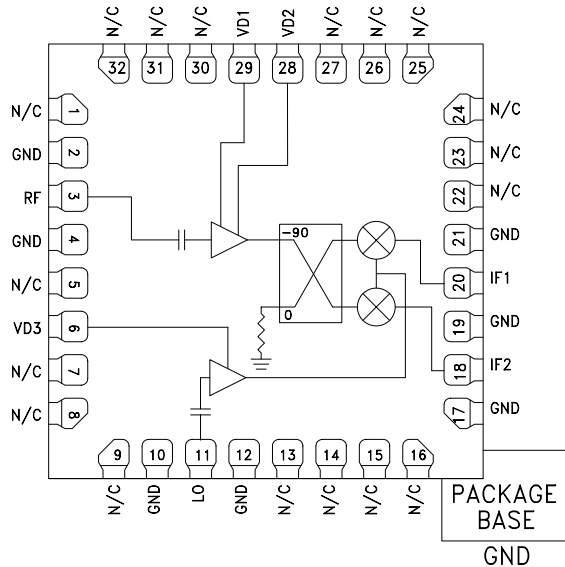 N/C N/C N/C VD1 VD2 N/C N/C N/C
32 31 30 29 28 27 26 25
N/C 1 24 N/C
GND 2 23 N/C
RF 3 22 N/C
GND 4 21 GND
N/C 5 20 IF1
VD3 6 19 GND
N/C 7 18 IF2
N/C 8 17 GND
-90
0
9 10 11 12 13 14 15 16
N/C GND LO GND N/C N/C N/C N/C
PACKAGE
BASE
GND